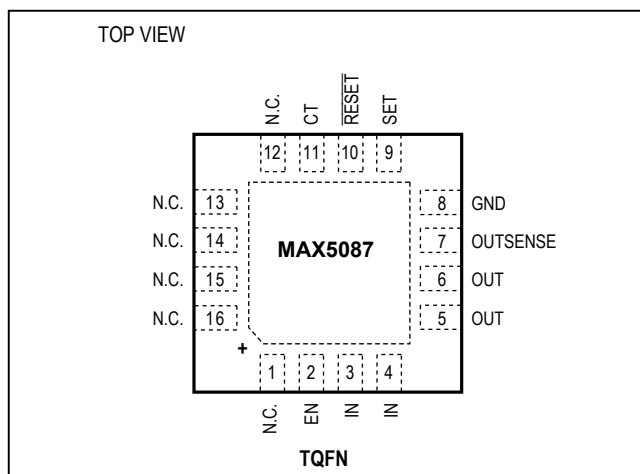 TOP VIEW
N.C. CT RESET SET
12 11 10 9
N.C. 13 8 GND
N.C. 14 MAX5087 7 OUTSENSE
N.C. 15 6 OUT
N.C. 16 5 OUT
+
1 2 3 4
N.C. EN IN IN
TQFN